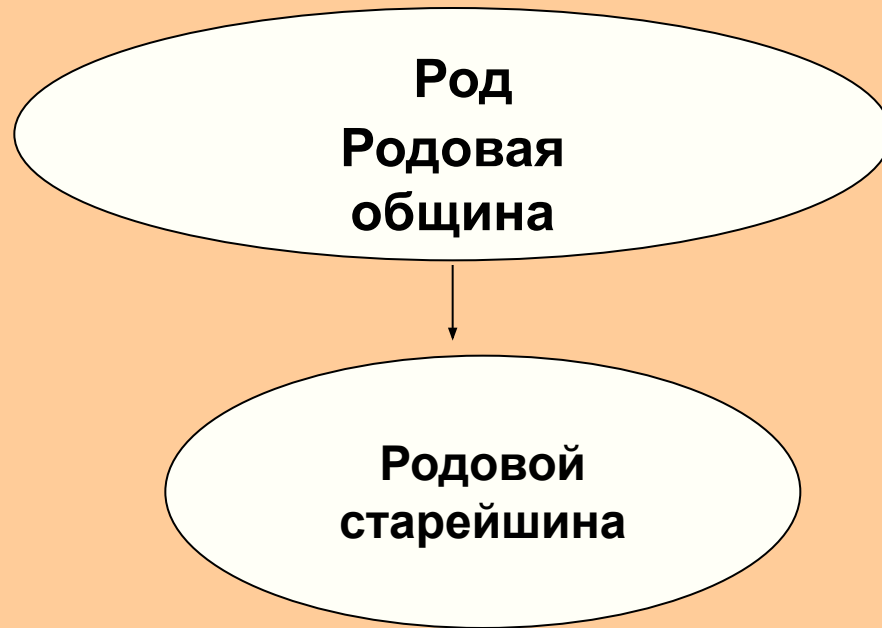 Род
Родовая
община
Родовой
старейшина